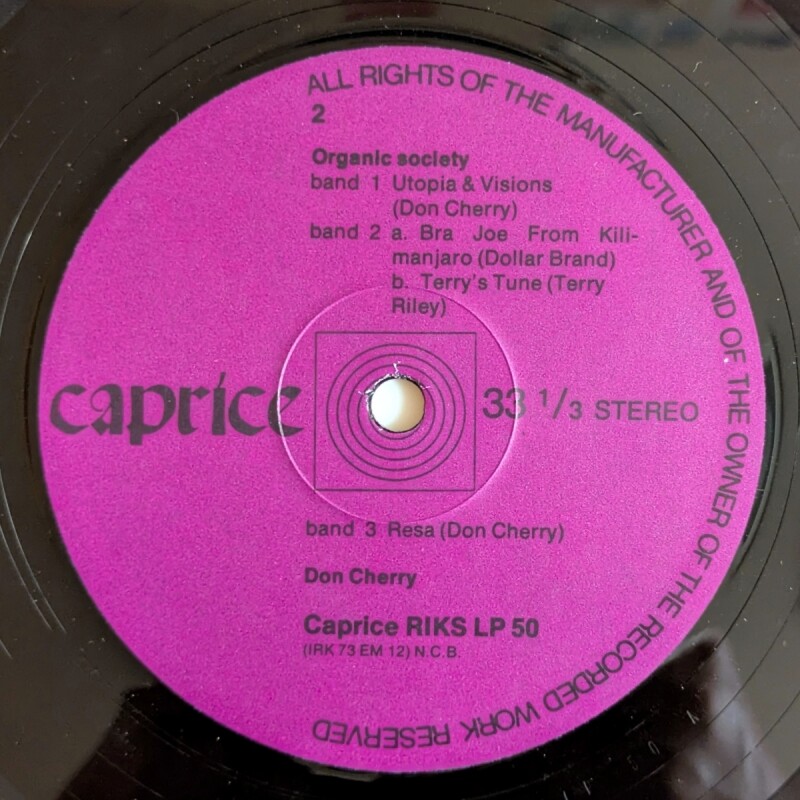 ALL RIGHTS OF THE MANUFACTURER AND OF THE OWNER OF THE RECORDED WORK RESERVED
2
Organic society
band 1 Utopia & Visions
(Don Cherry)
band 2 a. Bra Joe From Kili-
manjaro (Dollar Brand)
b. Terry's Tune (Terry
Riley)
caprice
33 1/3 STEREO
band 3 Resa (Don Cherry)
Don Cherry
Caprice RIKS LP 50
(IRK 73 EM 12) N.C.B.